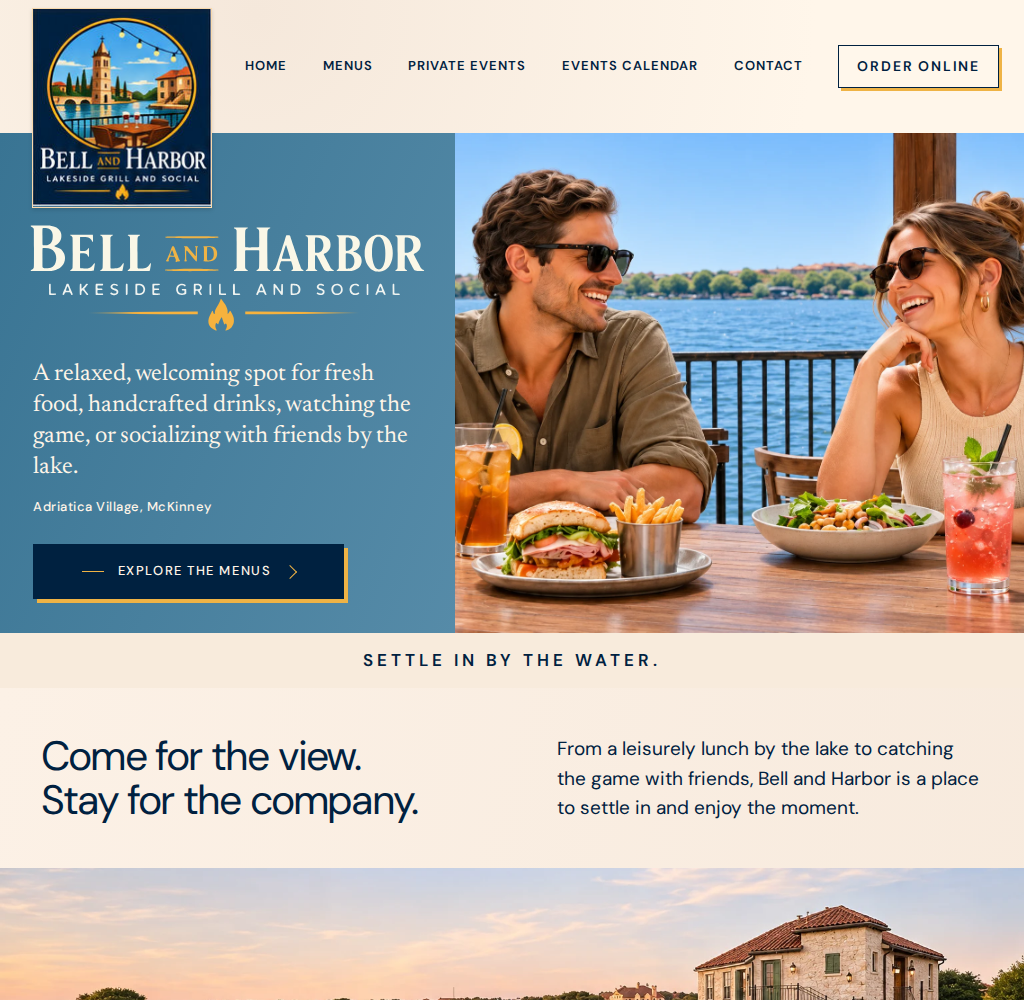 BELL AND HARBOR
LAKESIDE GRILL AND SOCIAL
HOME
MENUS
PRIVATE EVENTS
EVENTS CALENDAR
CONTACT
ORDER ONLINE
BELL AND HARBOR
LAKESIDE GRILL AND SOCIAL
A relaxed, welcoming spot for fresh
food, handcrafted drinks, watching the
game, or socializing with friends by the
lake.
Adriatica Village, McKinney
EXPLORE THE MENUS
SETTLE IN BY THE WATER.
Come for the view.
Stay for the company.
From a leisurely lunch by the lake to catching
the game with friends, Bell and Harbor is a place
to settle in and enjoy the moment.